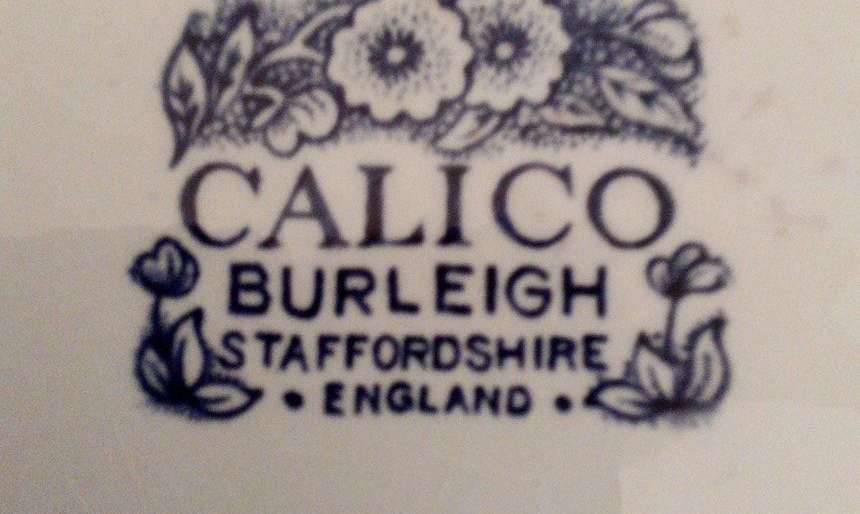 CALICO
BURLEIGH
STAFFORDSHIRE
• ENGLAND •